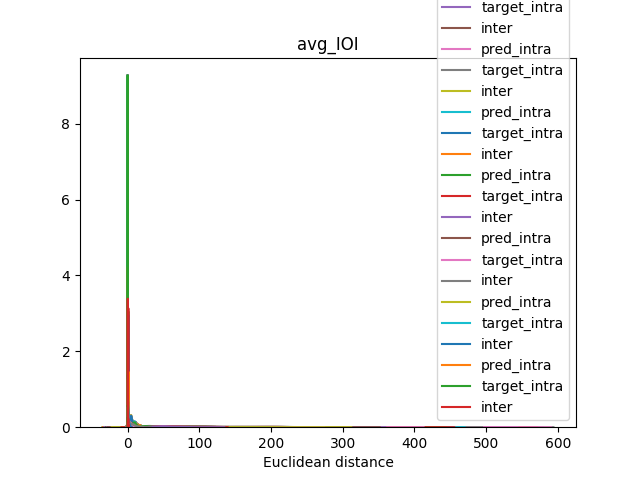 target_intra
inter
avg_IOI
pred_intra
target_intra
inter
pred_intra
target_intra
inter
pred_intra
target_intra
inter
pred_intra
target_intra
inter
pred_intra
target_intra
inter
pred_intra
target_intra
inter
8
6
4
2
0
0 100 200 300 400 500 600
Euclidean distance